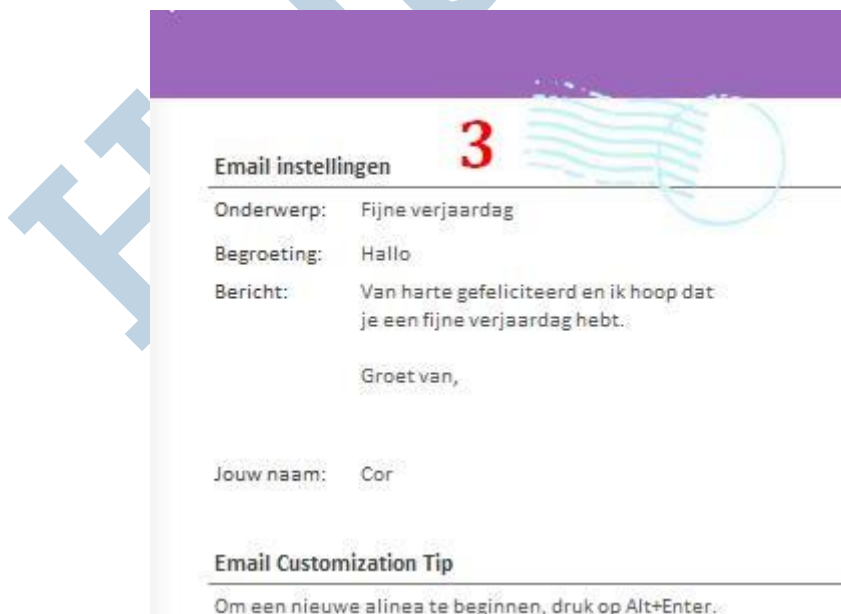 3
Email instellingen
Onderwerp: Fijne verjaardag
Begroeting: Hallo
Bericht: Van harte gefeliciteerd en ik hoop dat
je een fijne verjaardag hebt.
Groet van,
Jouw naam: Cor
Email Customization Tip
Om een nieuwe alinea te beginnen, druk op Alt+Enter.